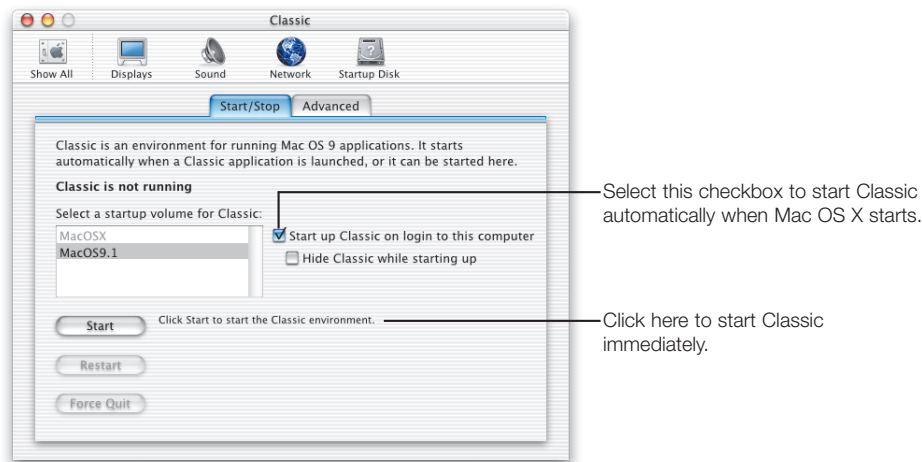 Classic
Show All
Displays
Sound
Network
Startup Disk
Start/Stop
Advanced
Classic is an environment for running Mac OS 9 applications. It starts
automatically when a Classic application is launched, or it can be started here.
Classic is not running
Select a startup volume for Classic:
MacOSX
MacOS9.1
Start up Classic on login to this computer
Hide Classic while starting up
Select this checkbox to start Classic
automatically when Mac OS X starts.
Start
Click Start to start the Classic environment.
Click here to start Classic
immediately.
Restart
Force Quit